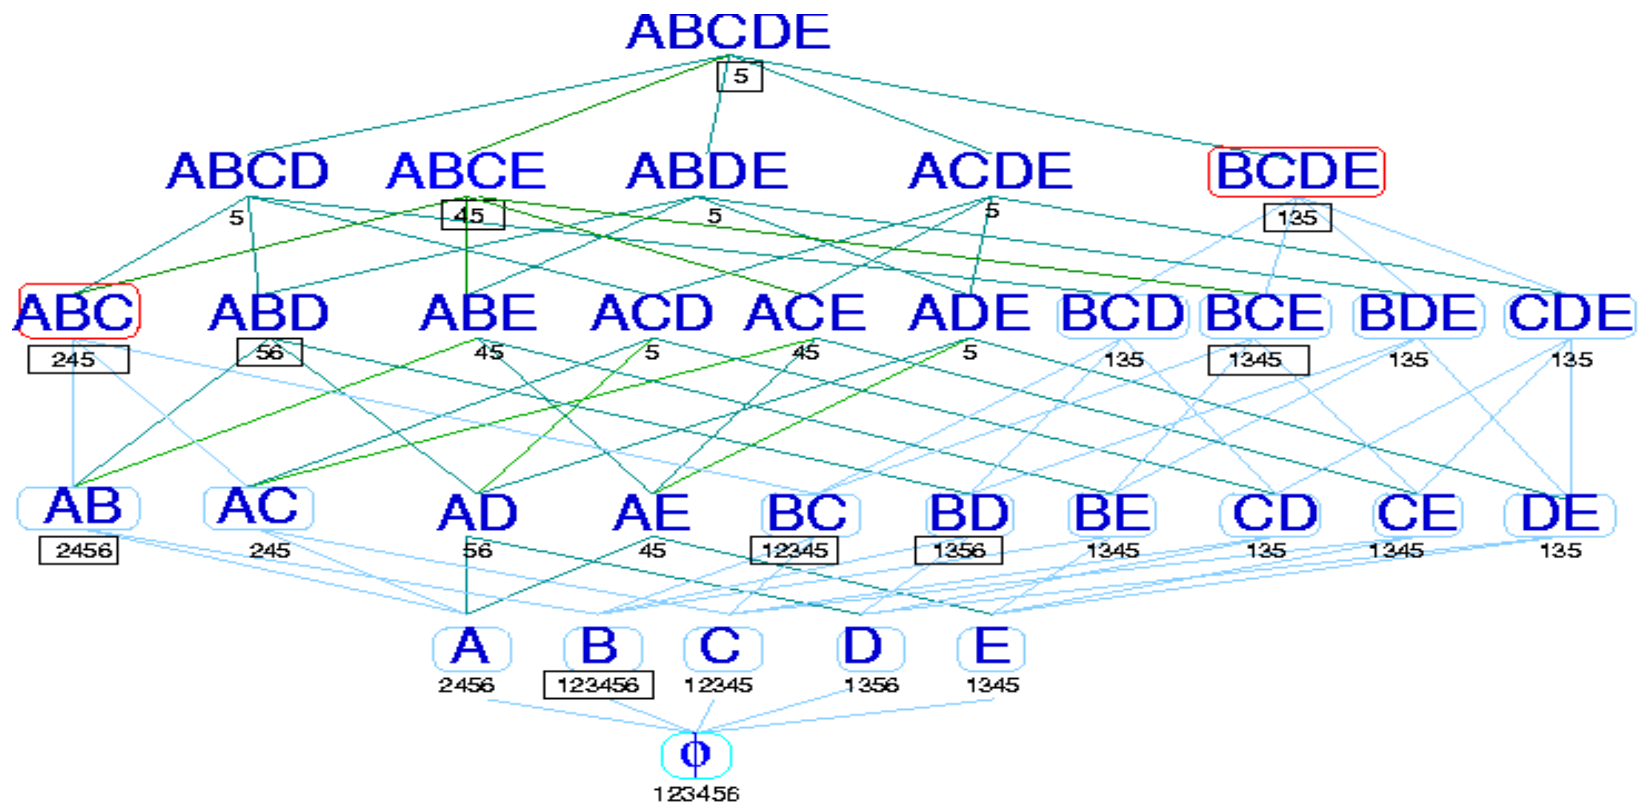 ABCDE
5
ABCD ABCE ABDE ACDE BCDE
5 45 5 5 135
ABC ABD ABE ACD ACE ADE BCD BCE BDE CDE
245 56 45 5 45 5 135 1345 135 135
AB AC AD AE BC BD BE CD CE DE
2456 245 56 45 12345 1356 1345 135 1345 135
A B C D E
2456 123456 12345 1356 1345
ϕ
123456